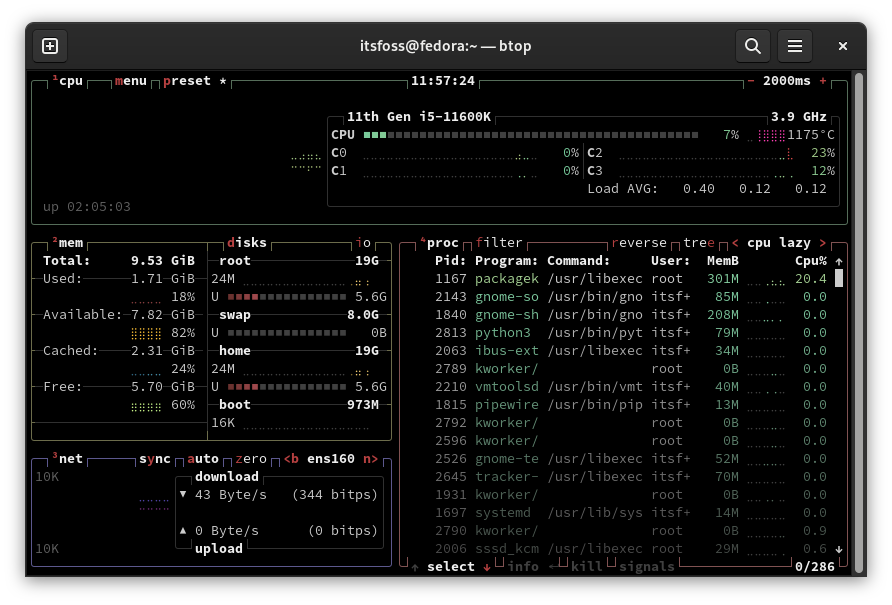 itsfoss@fedora:~ — btop
¹cpu menu preset * 11:57:24 - 2000ms +
11th Gen i5-11600K 3.9 GHz
CPU 7% 1175°C
C0 0% C2 23%
C1 0% C3 12%
Load AVG: 0.40 0.12 0.12
up 02:05:03
²mem disks io
Total: 9.53 GiB root 19G
Used: 1.71 GiB 24M
18% U 5.6G
Available: 7.82 GiB swap 8.0G
82% U 0B
Cached: 2.31 GiB home 19G
24% 24M
Free: 5.70 GiB U 5.6G
60% boot 973M
16K
³net sync auto zero <b ens160 n>
10K download
▼ 43 Byte/s (344 bitps)
▲ 0 Byte/s (0 bitps)
10K upload
⁴proc filter reverse tree < cpu lazy >
Pid: Program: Command: User: MemB Cpu% ↑
1167 packagek /usr/libexec root 301M 20.4
2143 gnome-so /usr/bin/gno itsf+ 85M 0.0
1840 gnome-sh /usr/bin/gno itsf+ 208M 0.0
2813 python3 /usr/bin/pyt itsf+ 79M 0.0
2063 ibus-ext /usr/libexec itsf+ 34M 0.0
2789 kworker/ root 0B 0.0
2210 vmtoolsd /usr/bin/vmt itsf+ 40M 0.0
1815 pipewire /usr/bin/pip itsf+ 13M 0.0
2792 kworker/ root 0B 0.0
2596 kworker/ root 0B 0.0
2526 gnome-te /usr/libexec itsf+ 52M 0.0
2645 tracker- /usr/libexec itsf+ 70M 0.0
1931 kworker/ root 0B 0.0
1697 systemd /usr/lib/sys itsf+ 14M 0.0
2790 kworker/ root 0B 0.9
2006 sssd_kcm /usr/libexec root 29M 0.6 ↓
↑ select ↓ info ← kill signals 0/286